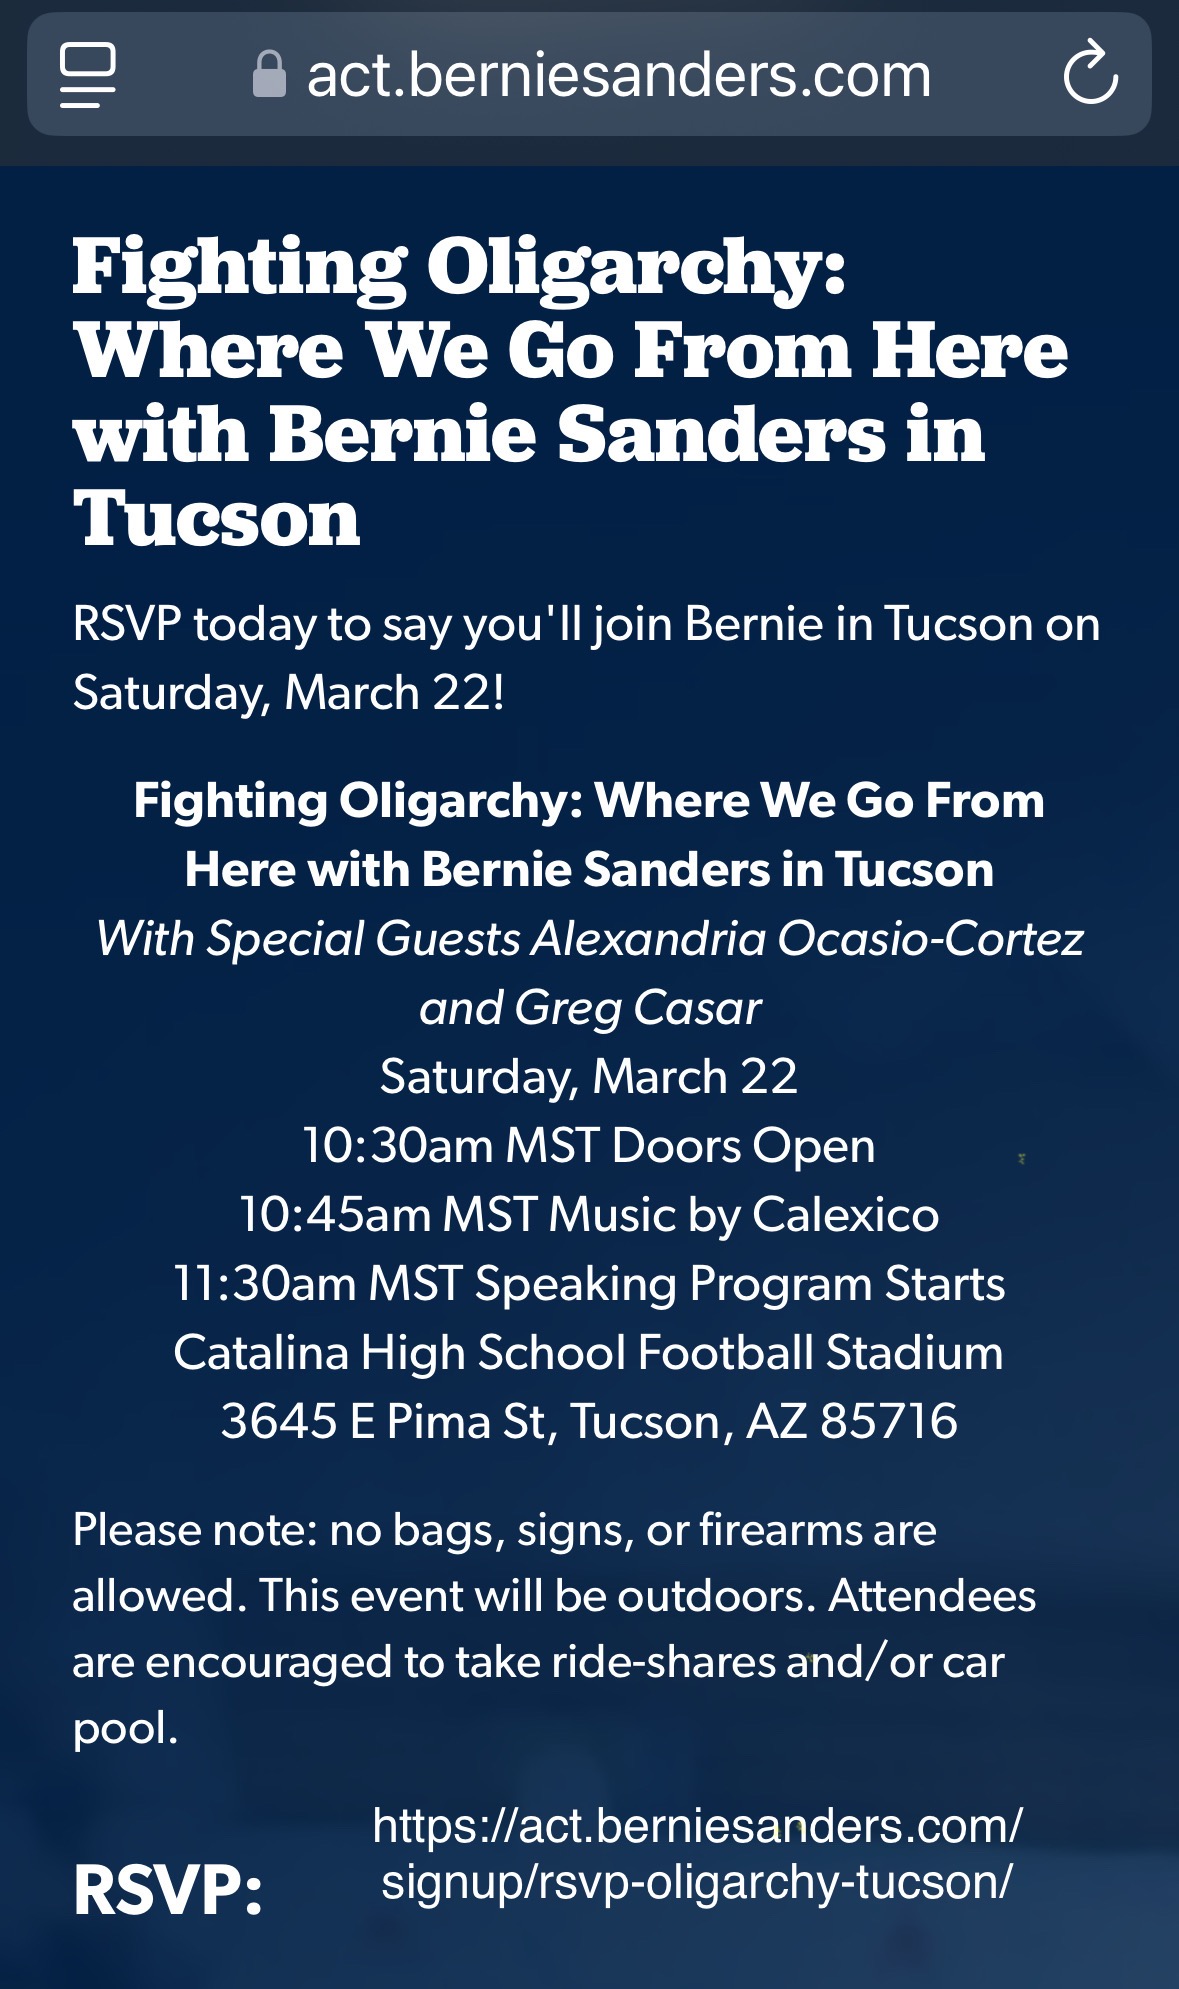 act.berniesanders.com
Fighting Oligarchy:
Where We Go From Here
with Bernie Sanders in
Tucson
RSVP today to say you'll join Bernie in Tucson on
Saturday, March 22!
Fighting Oligarchy: Where We Go From
Here with Bernie Sanders in Tucson
With Special Guests Alexandria Ocasio-Cortez
and Greg Casar
Saturday, March 22
10:30am MST Doors Open
10:45am MST Music by Calexico
11:30am MST Speaking Program Starts
Catalina High School Football Stadium
3645 E Pima St, Tucson, AZ 85716
Please note: no bags, signs, or firearms are
allowed. This event will be outdoors. Attendees
are encouraged to take ride-shares and/or car
pool.
RSVP:
https://act.berniesanders.com/
signup/rsvp-oligarchy-tucson/